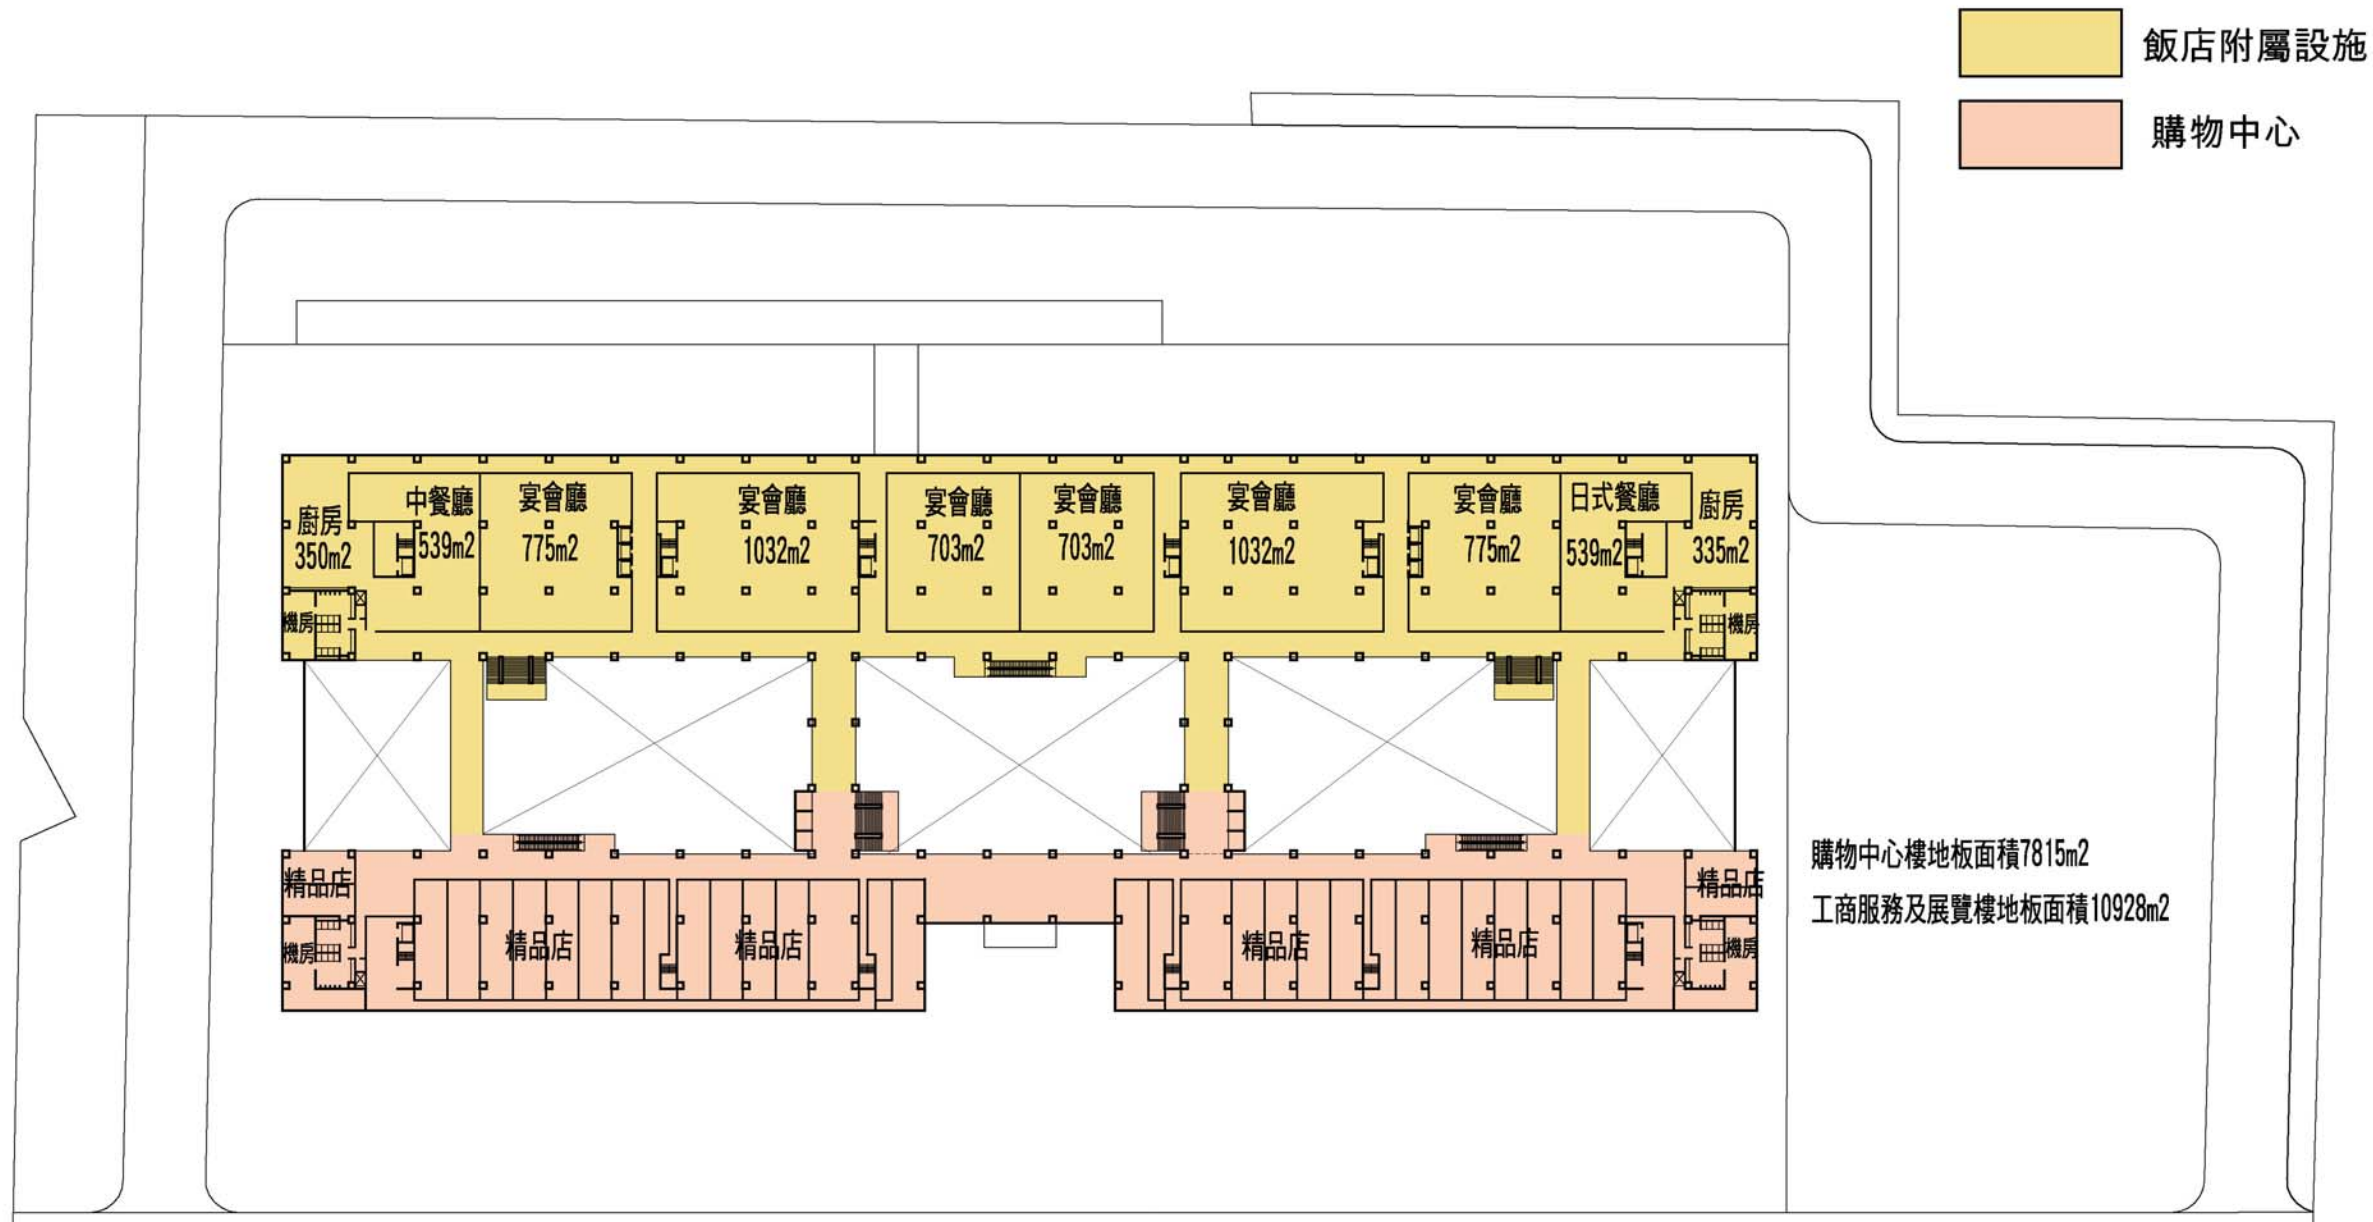 飯店附屬設施
購物中心
廚房
350m2
中餐廳
539m2
宴會廳
775m2
宴會廳
1032m2
宴會廳
703m2
宴會廳
703m2
宴會廳
1032m2
宴會廳
775m2
日式餐廳
539m2
廚房
335m2
機房
機房
購物中心樓地板面積7815m2
工商服務及展覽樓地板面積10928m2
精品店
精品店
機房
精品店
精品店
精品店
精品店
機房